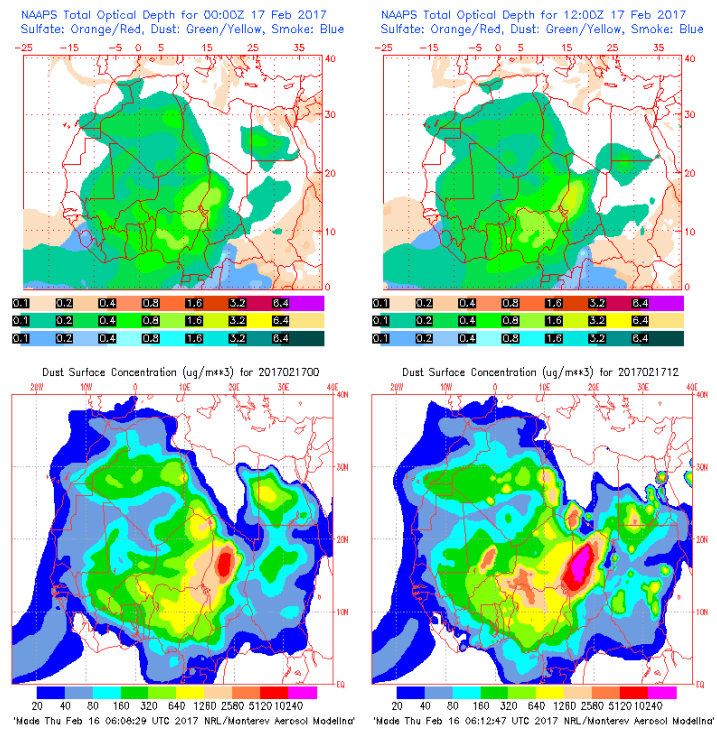 NAAPS Total Optical Depth for 00:00Z 17 Feb 2017
Sulfate: Orange/Red, Dust: Green/Yellow, Smoke: Blue
-25 -15 -5 5 15 25 35
40
30
20
10
0
0.1 0.2 0.4 0.8 1.6 3.2 6.4
0.1 0.2 0.4 0.8 1.6 3.2 6.4
0.1 0.2 0.4 0.8 1.6 3.2 6.4
NAAPS Total Optical Depth for 12:00Z 17 Feb 2017
Sulfate: Orange/Red, Dust: Green/Yellow, Smoke: Blue
-25 -15 -5 5 15 25 35
40
30
20
10
0
0.1 0.2 0.4 0.8 1.6 3.2 6.4
0.1 0.2 0.4 0.8 1.6 3.2 6.4
0.1 0.2 0.4 0.8 1.6 3.2 6.4
Dust Surface Concentration (ug/m**3) for 2017021700
20W 10W 0 10E 20E 30E 40E
40N
30N
20N
10N
EQ
20 40 80 160 320 640 1280 2580 5120 10240
'Made Thu Feb 16 06:08:29 UTC 2017 NRL/Monterey Aerosol Modeling'
Dust Surface Concentration (ug/m**3) for 2017021712
20W 10W 0 10E 20E 30E 40E
40N
30N
20N
10N
EQ
20 40 80 160 320 640 1280 2580 5120 10240
'Made Thu Feb 16 06:12:47 UTC 2017 NRL/Monterey Aerosol Modeling'